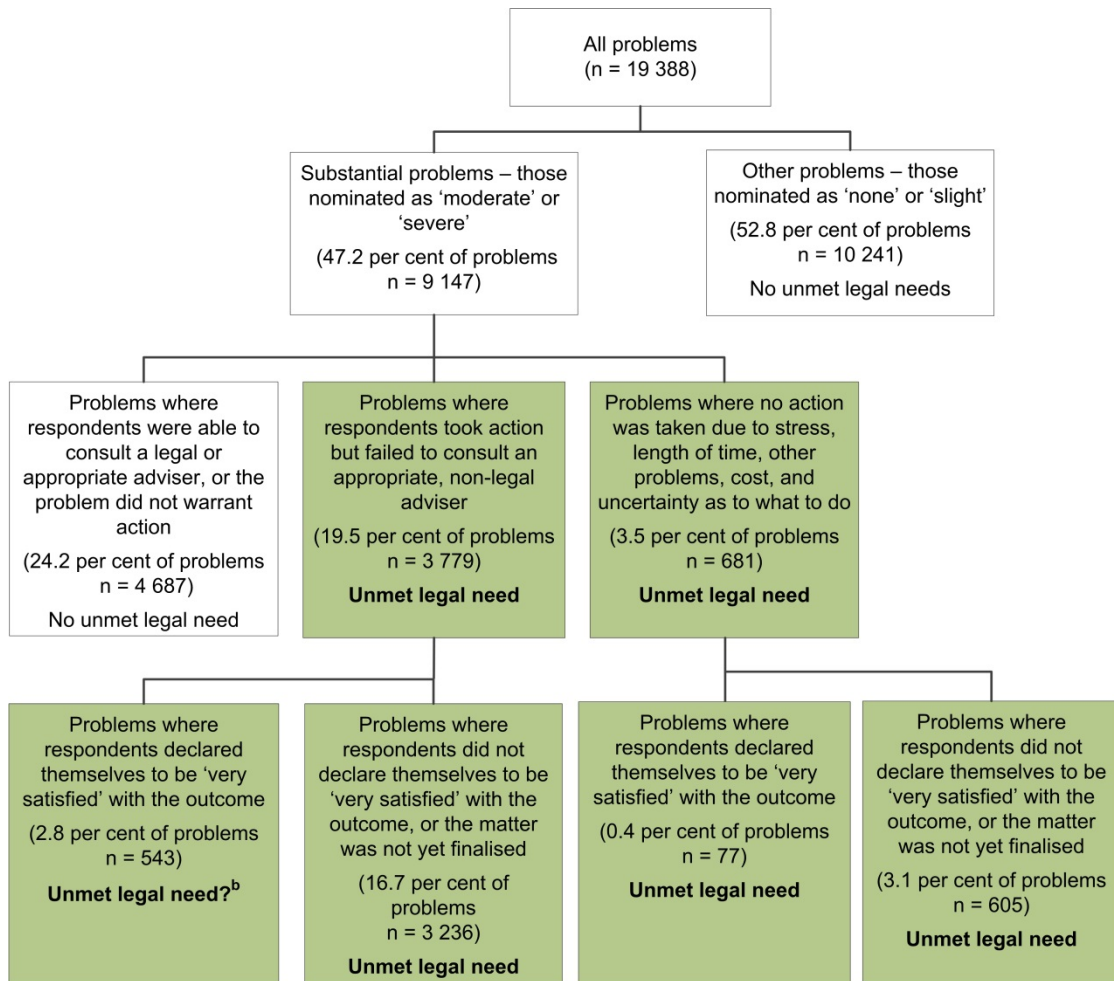 All problems
(n = 19 388)
Substantial problems – those
nominated as ‘moderate’ or
‘severe’
(47.2 per cent of problems
n = 9 147)
Other problems – those
nominated as ‘none’ or ‘slight’
(52.8 per cent of problems
n = 10 241)
No unmet legal needs
Problems where
respondents were able to
consult a legal or
appropriate adviser, or the
problem did not warrant
action
(24.2 per cent of problems
n = 4 687)
No unmet legal need
Problems where
respondents took action
but failed to consult an
appropriate, non-legal
adviser
(19.5 per cent of problems
n = 3 779)
Unmet legal need
Problems where no action
was taken due to stress,
length of time, other
problems, cost, and
uncertainty as to what to do
(3.5 per cent of problems
n = 681)
Unmet legal need
Problems where
respondents declared
themselves to be ‘very
satisfied’ with the outcome
(2.8 per cent of problems
n = 543)
Unmet legal need?b
Problems where
respondents did not
declare themselves to be
‘very satisfied’ with the
outcome, or the matter
was not yet finalised
(16.7 per cent of
problems
n = 3 236)
Unmet legal need
Problems where
respondents declared
themselves to be ‘very
satisfied’ with the outcome
(0.4 per cent of problems
n = 77)
Unmet legal need
Problems where
respondents did not
declare themselves to be
‘very satisfied’ with the
outcome, or the matter
was not yet finalised
(3.1 per cent of problems
n = 605)
Unmet legal need